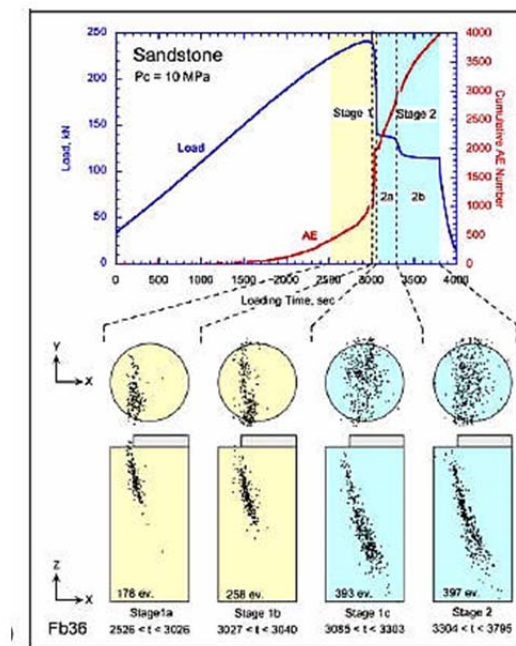 250
200
150
100
50
0
Load, kN
Sandstone
Pc = 10 MPa
Load
AE
Stage 1
Stage 2
2a
2b
4000
3500
3000
2500
2000
1500
1000
500
0
Cumulative AE Number
0 500 1000 1500 2000 2500 3000 3500 4000
Loading Time, sec
Y
X
Z
X
178 ev. 258 ev. 393 ev. 397 ev.
Stage1a Stage 1b Stage 1c Stage 2
Fb36 2526 < t < 3026 3027 < t < 3040 3085 < t < 3303 3304 < t < 3795
)